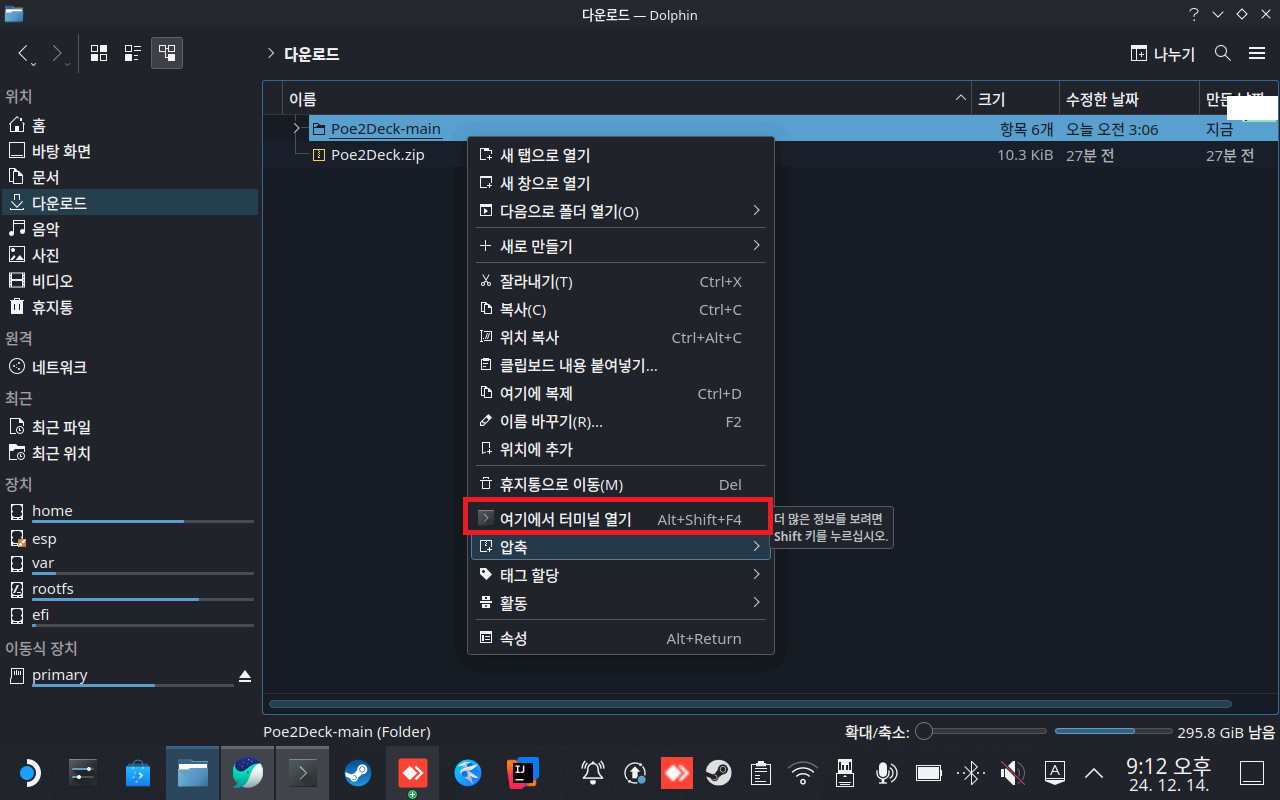 다운로드 — Dolphin
다운로드
나누기
위치
홈
바탕 화면
문서
다운로드
음악
사진
비디오
휴지통
원격
네트워크
최근
최근 파일
최근 위치
장치
home
esp
var
rootfs
efi
이동식 장치
primary
이름 크기 수정한 날짜
Poe2Deck-main 항목 6개 오늘 오전 3:06 지금
Poe2Deck.zip 10.3 KiB 27분 전 27분 전
새 탭으로 열기
새 창으로 열기
다음으로 폴더 열기(O)
새로 만들기
잘라내기(T) Ctrl+X
복사(C) Ctrl+C
위치 복사 Ctrl+Alt+C
클립보드 내용 붙여넣기...
여기에 복제 Ctrl+D
이름 바꾸기(R)... F2
위치에 추가
휴지통으로 이동(M) Del
여기에서 터미널 열기 Alt+Shift+F4
압축
태그 할당
활동
속성 Alt+Return
더 많은 정보를 보려면
Shift 키를 누르십시오.
Poe2Deck-main (Folder) 확대/축소: 295.8 GiB 남음
IJ
A
9:12 오후
24. 12. 14.